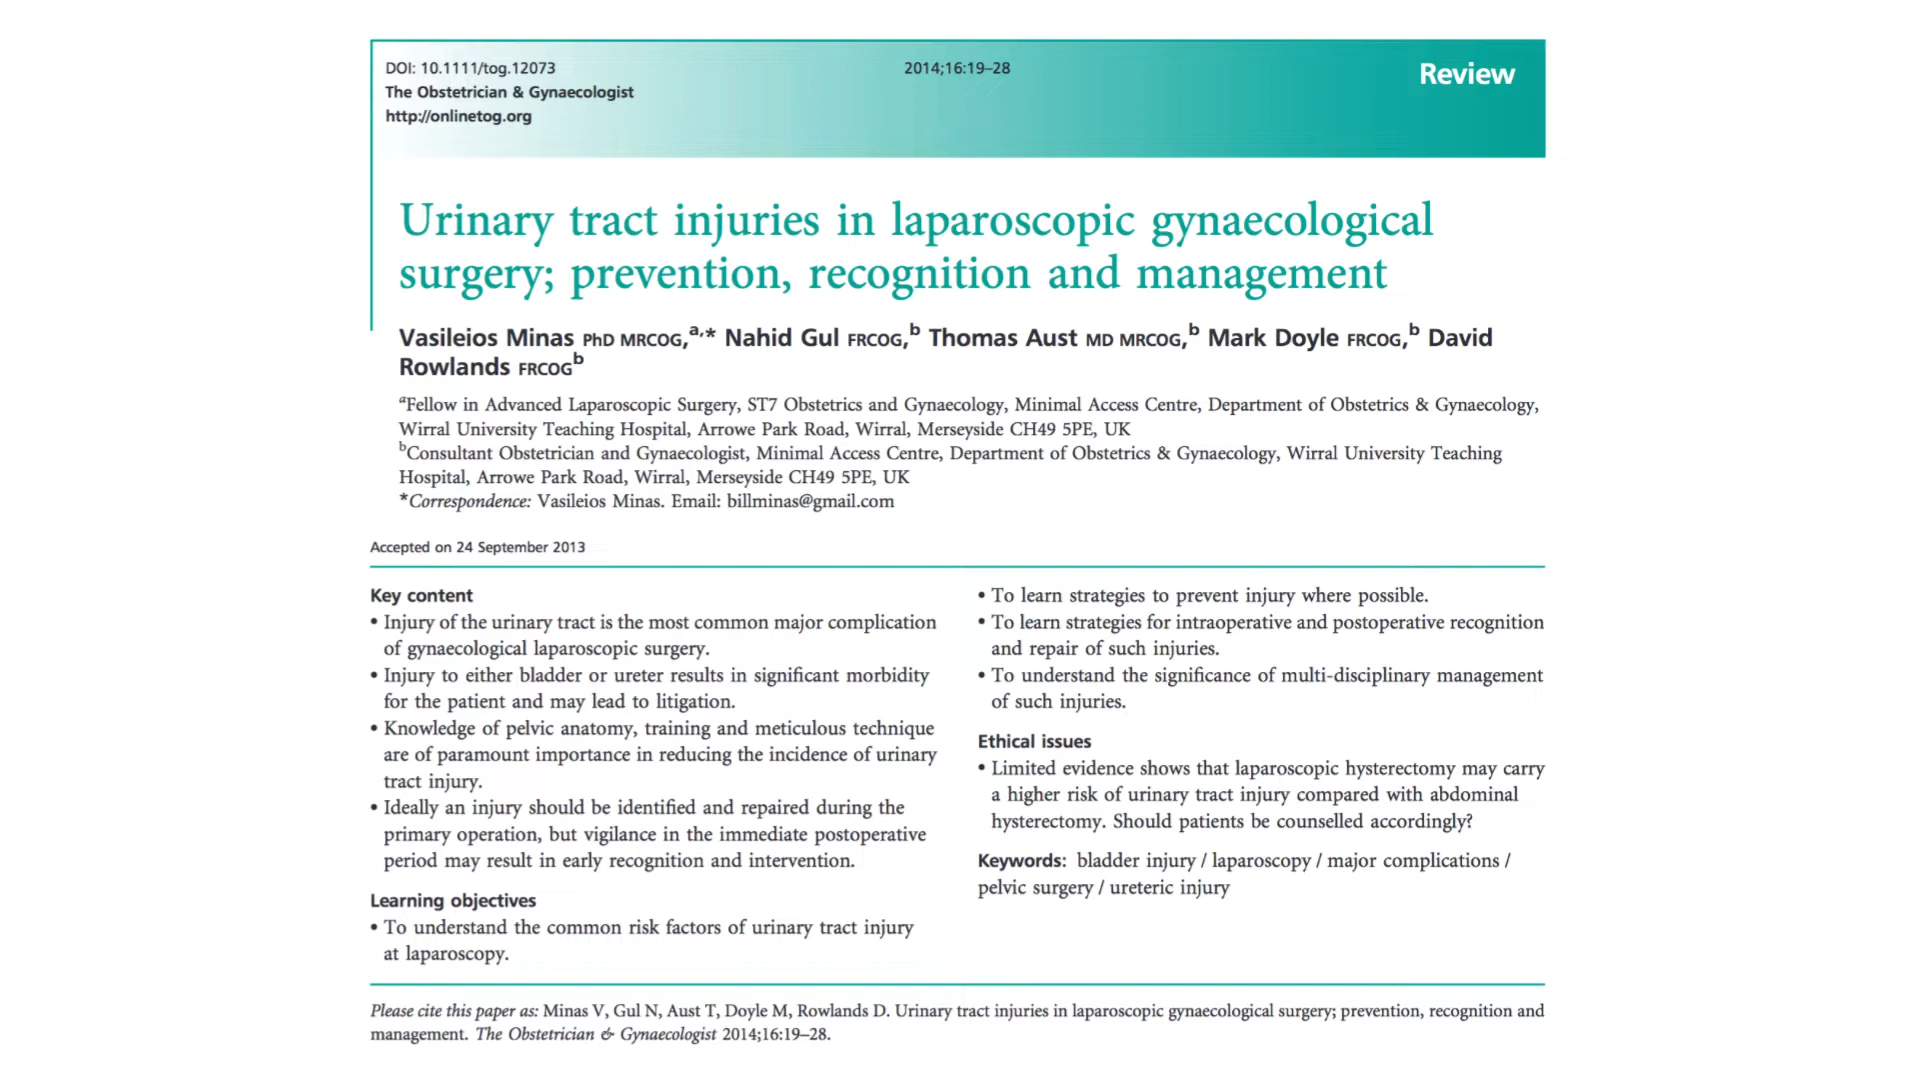 DOI: 10.1111/tog.12073
The Obstetrician & Gynaecologist
http://onlinetog.org
2014;16:19–28
Review
Urinary tract injuries in laparoscopic gynaecological
surgery; prevention, recognition and management
Vasileios Minas PhD MRCOG,a,* Nahid Gul FRCOG,b Thomas Aust MD MRCOG,b Mark Doyle FRCOG,b David
Rowlands FRCOGb
aFellow in Advanced Laparoscopic Surgery, ST7 Obstetrics and Gynaecology, Minimal Access Centre, Department of Obstetrics & Gynaecology,
Wirral University Teaching Hospital, Arrowe Park Road, Wirral, Merseyside CH49 5PE, UK
bConsultant Obstetrician and Gynaecologist, Minimal Access Centre, Department of Obstetrics & Gynaecology, Wirral University Teaching
Hospital, Arrowe Park Road, Wirral, Merseyside CH49 5PE, UK
*Correspondence: Vasileios Minas. Email: billminas@gmail.com
Accepted on 24 September 2013
Key content
• Injury of the urinary tract is the most common major complication
of gynaecological laparoscopic surgery.
• Injury to either bladder or ureter results in significant morbidity
for the patient and may lead to litigation.
• Knowledge of pelvic anatomy, training and meticulous technique
are of paramount importance in reducing the incidence of urinary
tract injury.
• Ideally an injury should be identified and repaired during the
primary operation, but vigilance in the immediate postoperative
period may result in early recognition and intervention.
Learning objectives
• To understand the common risk factors of urinary tract injury
at laparoscopy.
• To learn strategies to prevent injury where possible.
• To learn strategies for intraoperative and postoperative recognition
and repair of such injuries.
• To understand the significance of multi-disciplinary management
of such injuries.
Ethical issues
• Limited evidence shows that laparoscopic hysterectomy may carry
a higher risk of urinary tract injury compared with abdominal
hysterectomy. Should patients be counselled accordingly?
Keywords: bladder injury / laparoscopy / major complications /
pelvic surgery / ureteric injury
Please cite this paper as: Minas V, Gul N, Aust T, Doyle M, Rowlands D. Urinary tract injuries in laparoscopic gynaecological surgery; prevention, recognition and
management. The Obstetrician & Gynaecologist 2014;16:19–28.